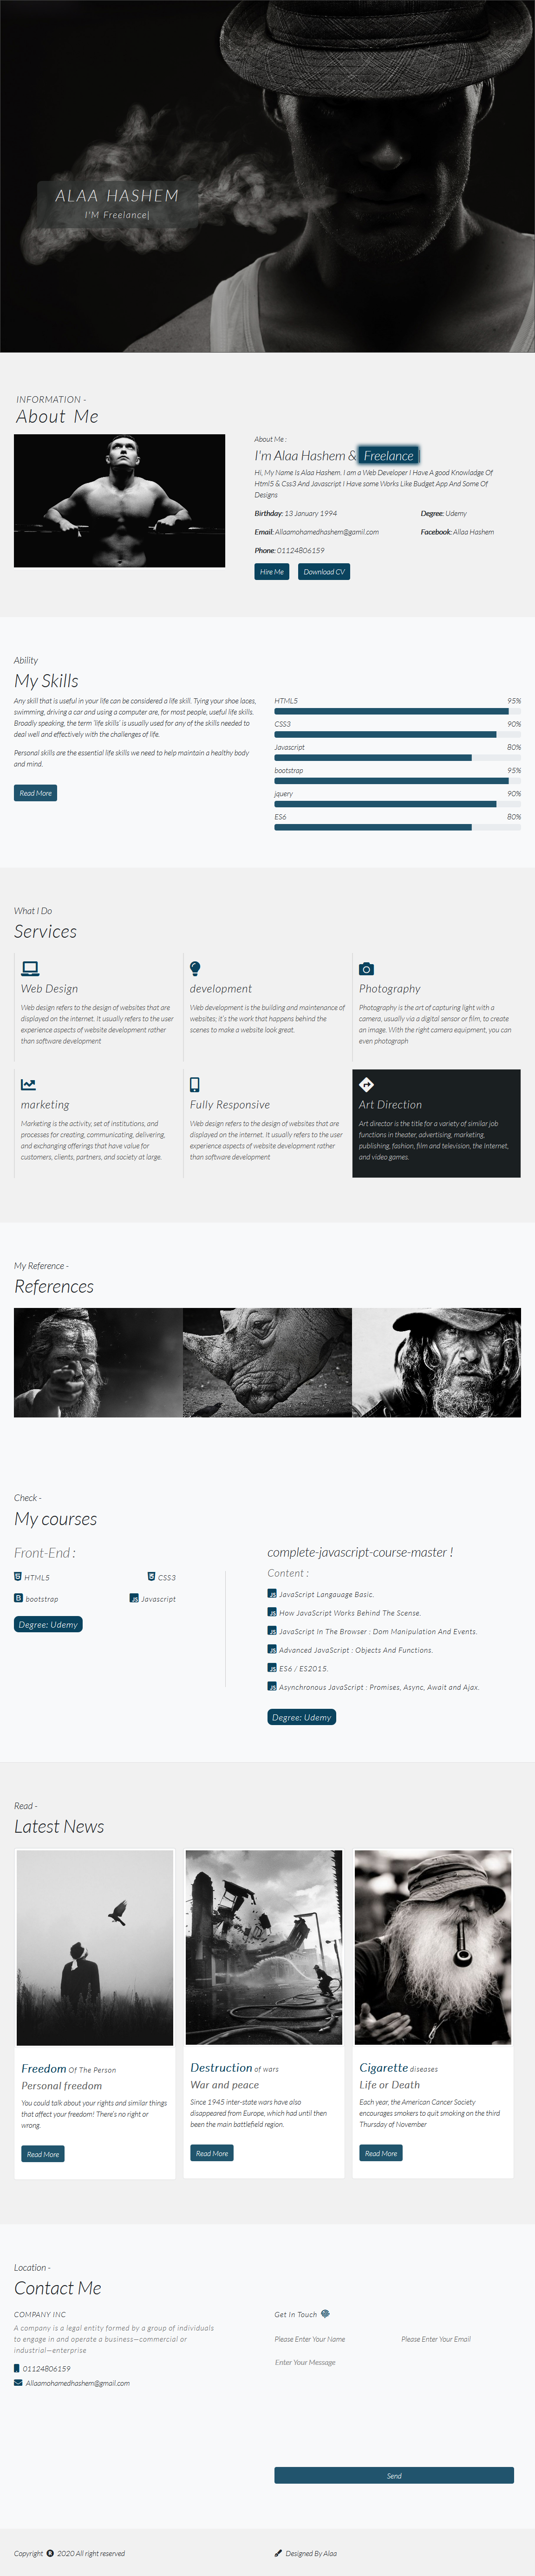 ALAA HASHEM
I'M Freelance|
INFORMATION -
About Me
About Me :
I'm Alaa Hashem & Freelance
Hi, My Name Is Alaa Hashem. I am a Web Developer I Have A good Knowladge Of
Html5 & Css3 And Javascript I Have some Works Like Budget App And Some Of
Designs
Birthday: 13 January 1994
Degree: Udemy
Email: Allaamohamedhashem@gamil.com
Facebook: Allaa Hashem
Phone: 01124806159
Hire Me
Download CV
Ability
My Skills
Any skill that is useful in your life can be considered a life skill. Tying your shoe laces,
swimming, driving a car and using a computer are, for most people, useful life skills.
Broadly speaking, the term 'life skills' is usually used for any of the skills needed to
deal well and effectively with the challenges of life.
Personal skills are the essential life skills we need to help maintain a healthy body
and mind.
Read More
HTML5 95%
CSS3 90%
Javascript 80%
bootstrap 95%
jquery 90%
ES6 80%
What I Do
Services
Web Design
Web design refers to the design of websites that are
displayed on the internet. It usually refers to the user
experience aspects of website development rather
than software development
development
Web development is the building and maintenance of
websites; it's the work that happens behind the
scenes to make a website look great.
Photography
Photography is the art of capturing light with a
camera, usually via a digital sensor or film, to create
an image. With the right camera equipment, you can
even photograph
marketing
Marketing is the activity, set of institutions, and
processes for creating, communicating, delivering,
and exchanging offerings that have value for
customers, clients, partners, and society at large.
Fully Responsive
Web design refers to the design of websites that are
displayed on the internet. It usually refers to the user
experience aspects of website development rather
than software development
Art Direction
Art director is the title for a variety of similar job
functions in theater, advertising, marketing,
publishing, fashion, film and television, the Internet,
and video games.
My Reference -
References
Check -
My courses
Front-End :
HTML5
CSS3
bootstrap
Javascript
Degree: Udemy
complete-javascript-course-master !
Content :
JavaScript Langauage Basic.
How JavaScript Works Behind The Scense.
JavaScript In The Browser : Dom Manipulation And Events.
Advanced JavaScript : Objects And Functions.
ES6 / ES2015.
Asynchronous JavaScript : Promises, Async, Await and Ajax.
Degree: Udemy
Read -
Latest News
Freedom Of The Person
Personal freedom
You could talk about your rights and similar things
that affect your freedom! There's no right or
wrong.
Read More
Destruction of wars
War and peace
Since 1945 inter-state wars have also
disappeared from Europe, which had until then
been the main battlefield region.
Read More
Cigarette diseases
Life or Death
Each year, the American Cancer Society
encourages smokers to quit smoking on the third
Thursday of November
Read More
Location -
Contact Me
COMPANY INC
A company is a legal entity formed by a group of individuals
to engage in and operate a business—commercial or
industrial—enterprise
01124806159
Allaamohamedhashem@gmail.com
Get In Touch
Please Enter Your Name
Please Enter Your Email
Enter Your Message
Send
Copyright ® 2020 All right reserved
Designed By Alaa